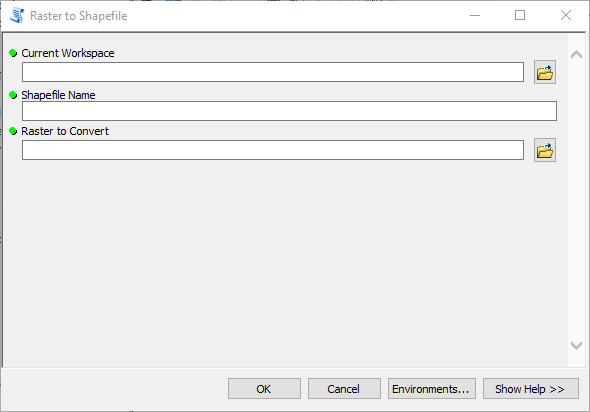 Raster to Shapefile
Current Workspace
Shapefile Name
Raster to Convert
OK Cancel Environments... Show Help >>